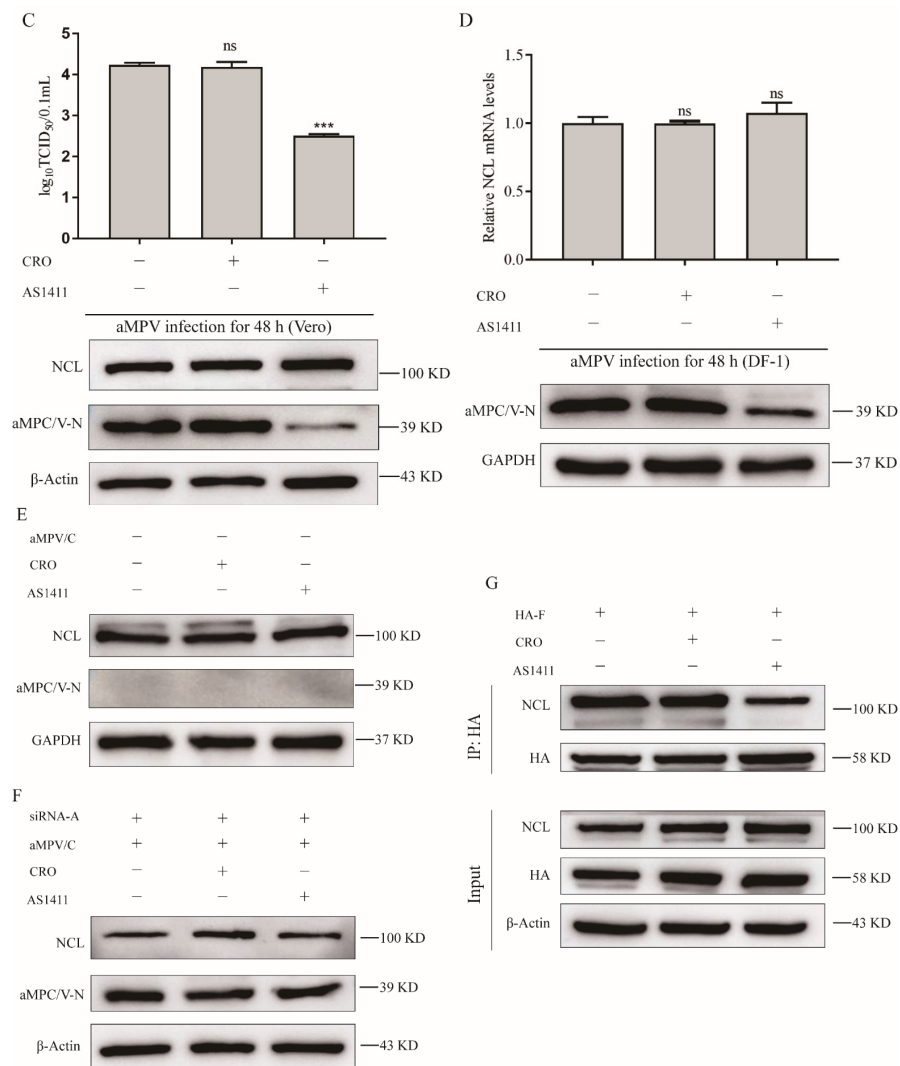 C
log₁₀TCID₅₀/0.1mL
5
4
3
2
1
0
ns
***
CRO − + −
AS1411 − − +
aMPV infection for 48 h (Vero)
NCL 100 KD
aMPC/V-N 39 KD
β-Actin 43 KD
D
Relative NCL mRNA levels
1.5
1.0
0.5
0.0
ns
ns
CRO − + −
AS1411 − − +
aMPV infection for 48 h (DF-1)
aMPC/V-N 39 KD
GAPDH 37 KD
E
aMPV/C − − −
CRO − + −
AS1411 − − +
NCL 100 KD
aMPC/V-N 39 KD
GAPDH 37 KD
F
siRNA-A + + +
aMPV/C + + +
CRO − + −
AS1411 − − +
NCL 100 KD
aMPC/V-N 39 KD
β-Actin 43 KD
G
HA-F + + +
CRO − + −
AS1411 − − +
IP: HA
NCL 100 KD
HA 58 KD
Input
NCL 100 KD
HA 58 KD
β-Actin 43 KD